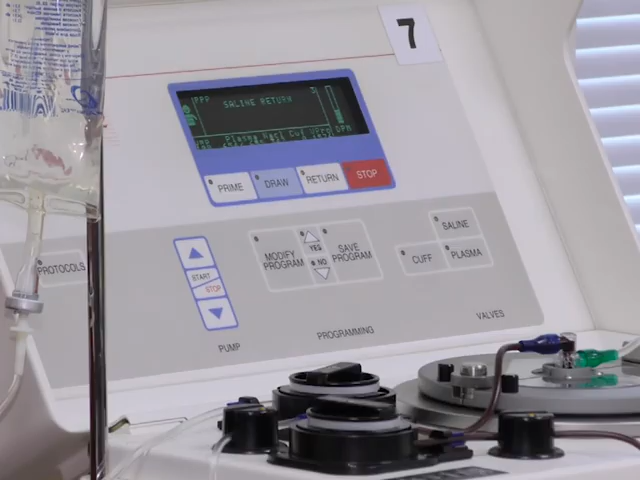 7
PPP SALINE RETURN
PRIME
DRAW
RETURN
STOP
PROTOCOLS
START
STOP
PUMP
MODIFY
PROGRAM
YES
NO
SAVE
PROGRAM
PROGRAMMING
SALINE
CUFF
PLASMA
VALVES